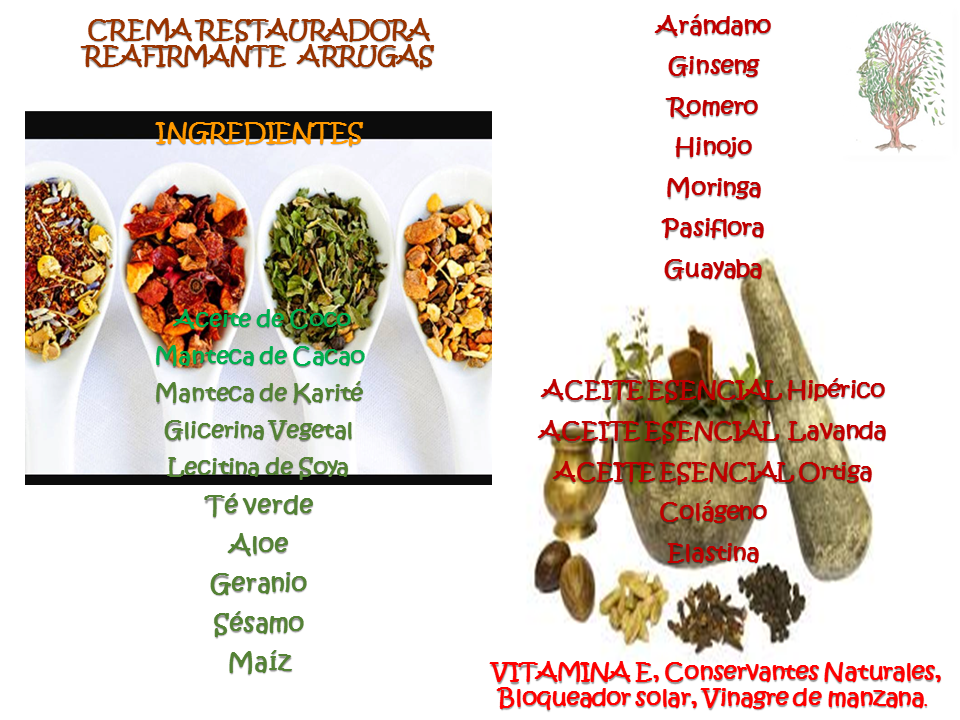 CREMA RESTAURADORA
REAFIRMANTE ARRUGAS
INGREDIENTES
Aceite de Coco
Manteca de Cacao
Manteca de Karité
Glicerina Vegetal
Lecitina de Soya
Té verde
Aloe
Geranio
Sésamo
Maíz
Arándano
Ginseng
Romero
Hinojo
Moringa
Pasiflora
Guayaba
ACEITE ESENCIAL Hipérico
ACEITE ESENCIAL Lavanda
ACEITE ESENCIAL Ortiga
Colágeno
Elastina
VITAMINA E, Conservantes Naturales,
Bloqueador solar, Vinagre de manzana.